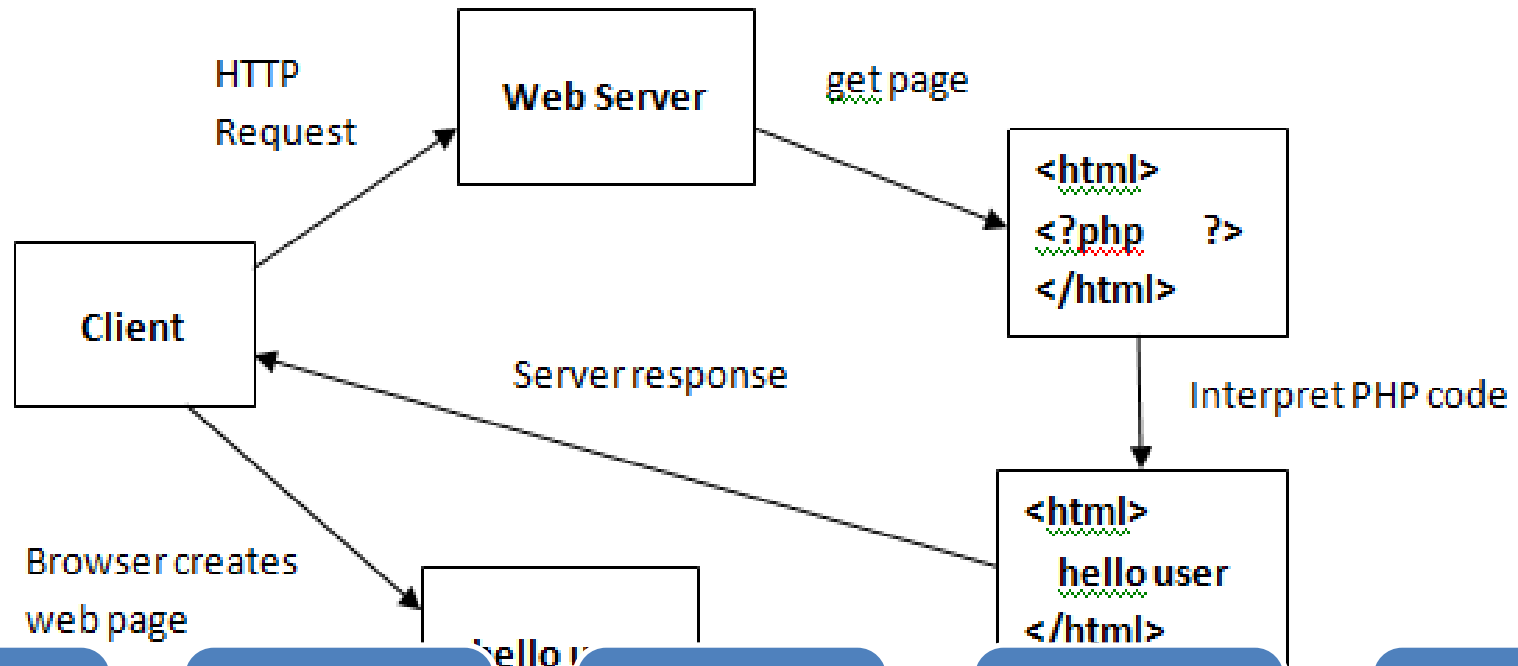 HTTP
Request
Web Server
get page
<html>
<?php ?>
</html>
Client
Server response
Interpret PHP code
<html>
hello user
</html>
Browser creates
web page
hello